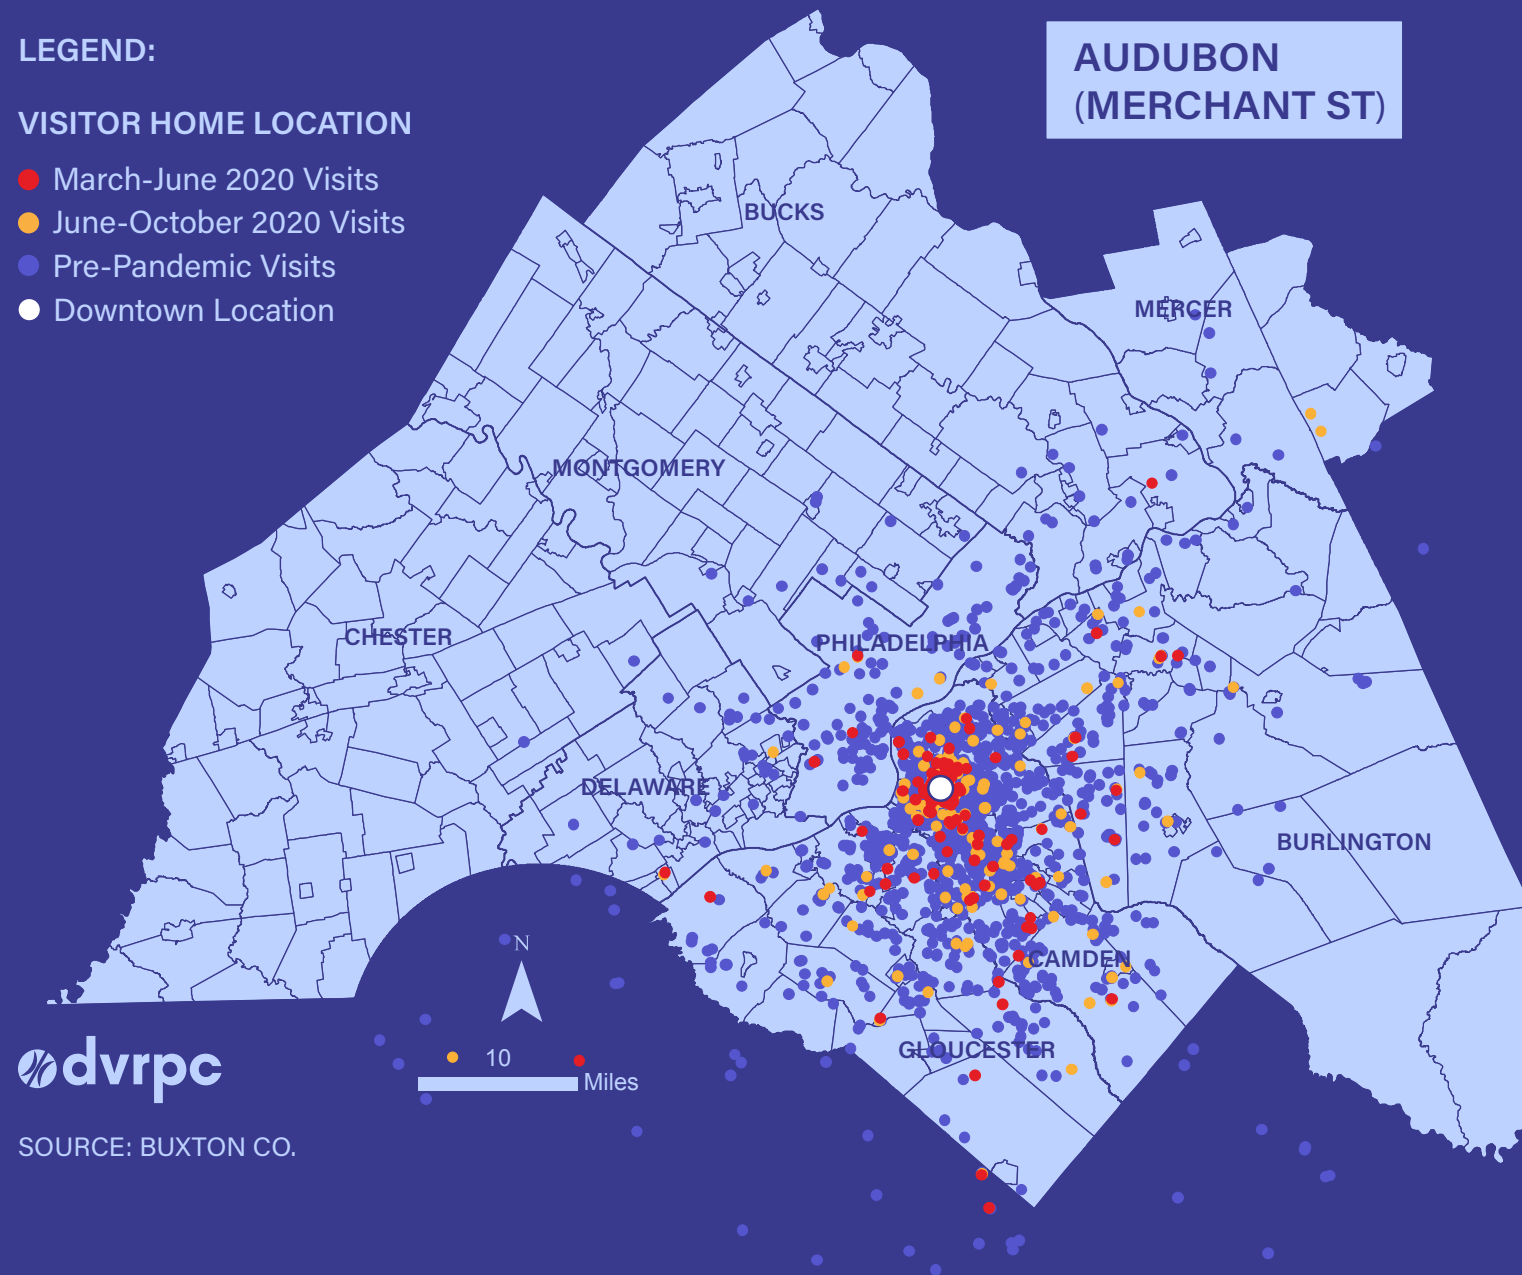 LEGEND:
VISITOR HOME LOCATION
March-June 2020 Visits
June-October 2020 Visits
Pre-Pandemic Visits
Downtown Location
AUDUBON
(MERCHANT ST)
BUCKS
MERCER
MONTGOMERY
CHESTER
PHILADELPHIA
DELAWARE
BURLINGTON
CAMDEN
GLOUCESTER
N
10
Miles
dvrpc
SOURCE: BUXTON CO.